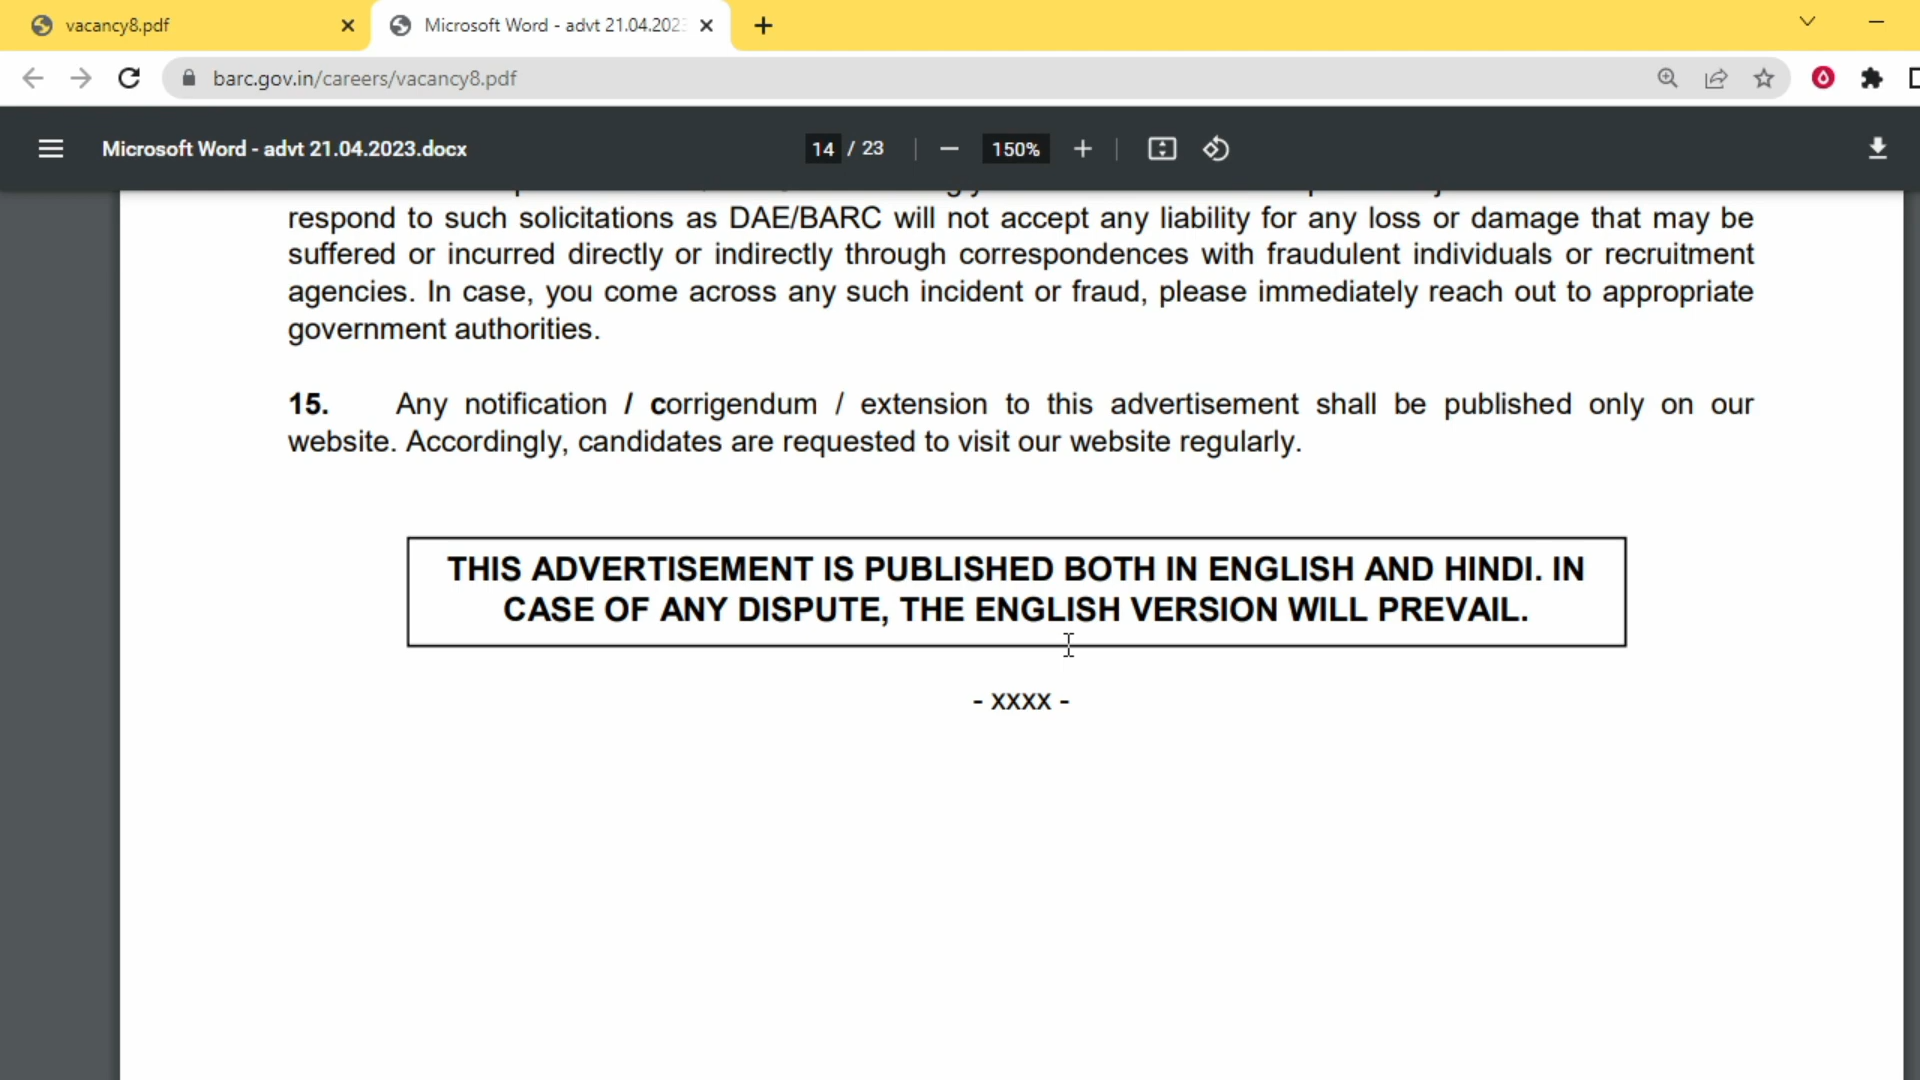 vacancy8.pdf
Microsoft Word - advt 21.04.202
barc.gov.in/careers/vacancy8.pdf
Microsoft Word - advt 21.04.2023.docx
14 / 23
150%
respond to such solicitations as DAE/BARC will not accept any liability for any loss or damage that may be
suffered or incurred directly or indirectly through correspondences with fraudulent individuals or recruitment
agencies. In case, you come across any such incident or fraud, please immediately reach out to appropriate
government authorities.
15. Any notification / corrigendum / extension to this advertisement shall be published only on our
website. Accordingly, candidates are requested to visit our website regularly.
THIS ADVERTISEMENT IS PUBLISHED BOTH IN ENGLISH AND HINDI. IN
CASE OF ANY DISPUTE, THE ENGLISH VERSION WILL PREVAIL.
- xxxx -